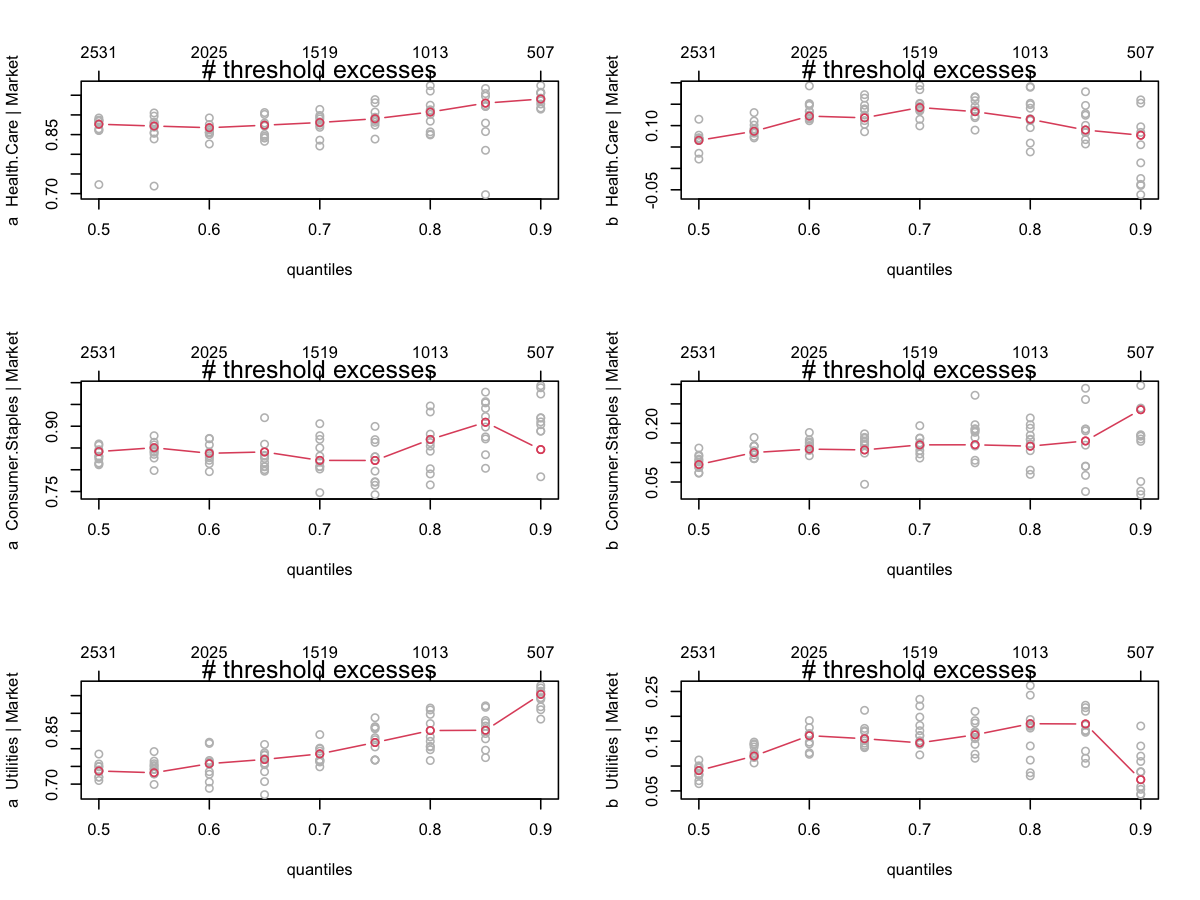 2531 2025 1519 1013 507
# threshold excesses
a Health.Care | Market
0.85
0.70
0.5 0.6 0.7 0.8 0.9
quantiles
2531 2025 1519 1013 507
# threshold excesses
b Health.Care | Market
0.10
-0.05
0.5 0.6 0.7 0.8 0.9
quantiles
2531 2025 1519 1013 507
# threshold excesses
a Consumer.Staples | Market
0.90
0.75
0.5 0.6 0.7 0.8 0.9
quantiles
2531 2025 1519 1013 507
# threshold excesses
b Consumer.Staples | Market
0.20
0.05
0.5 0.6 0.7 0.8 0.9
quantiles
2531 2025 1519 1013 507
# threshold excesses
a Utilities | Market
0.85
0.70
0.5 0.6 0.7 0.8 0.9
quantiles
2531 2025 1519 1013 507
# threshold excesses
b Utilities | Market
0.25
0.15
0.05
0.5 0.6 0.7 0.8 0.9
quantiles